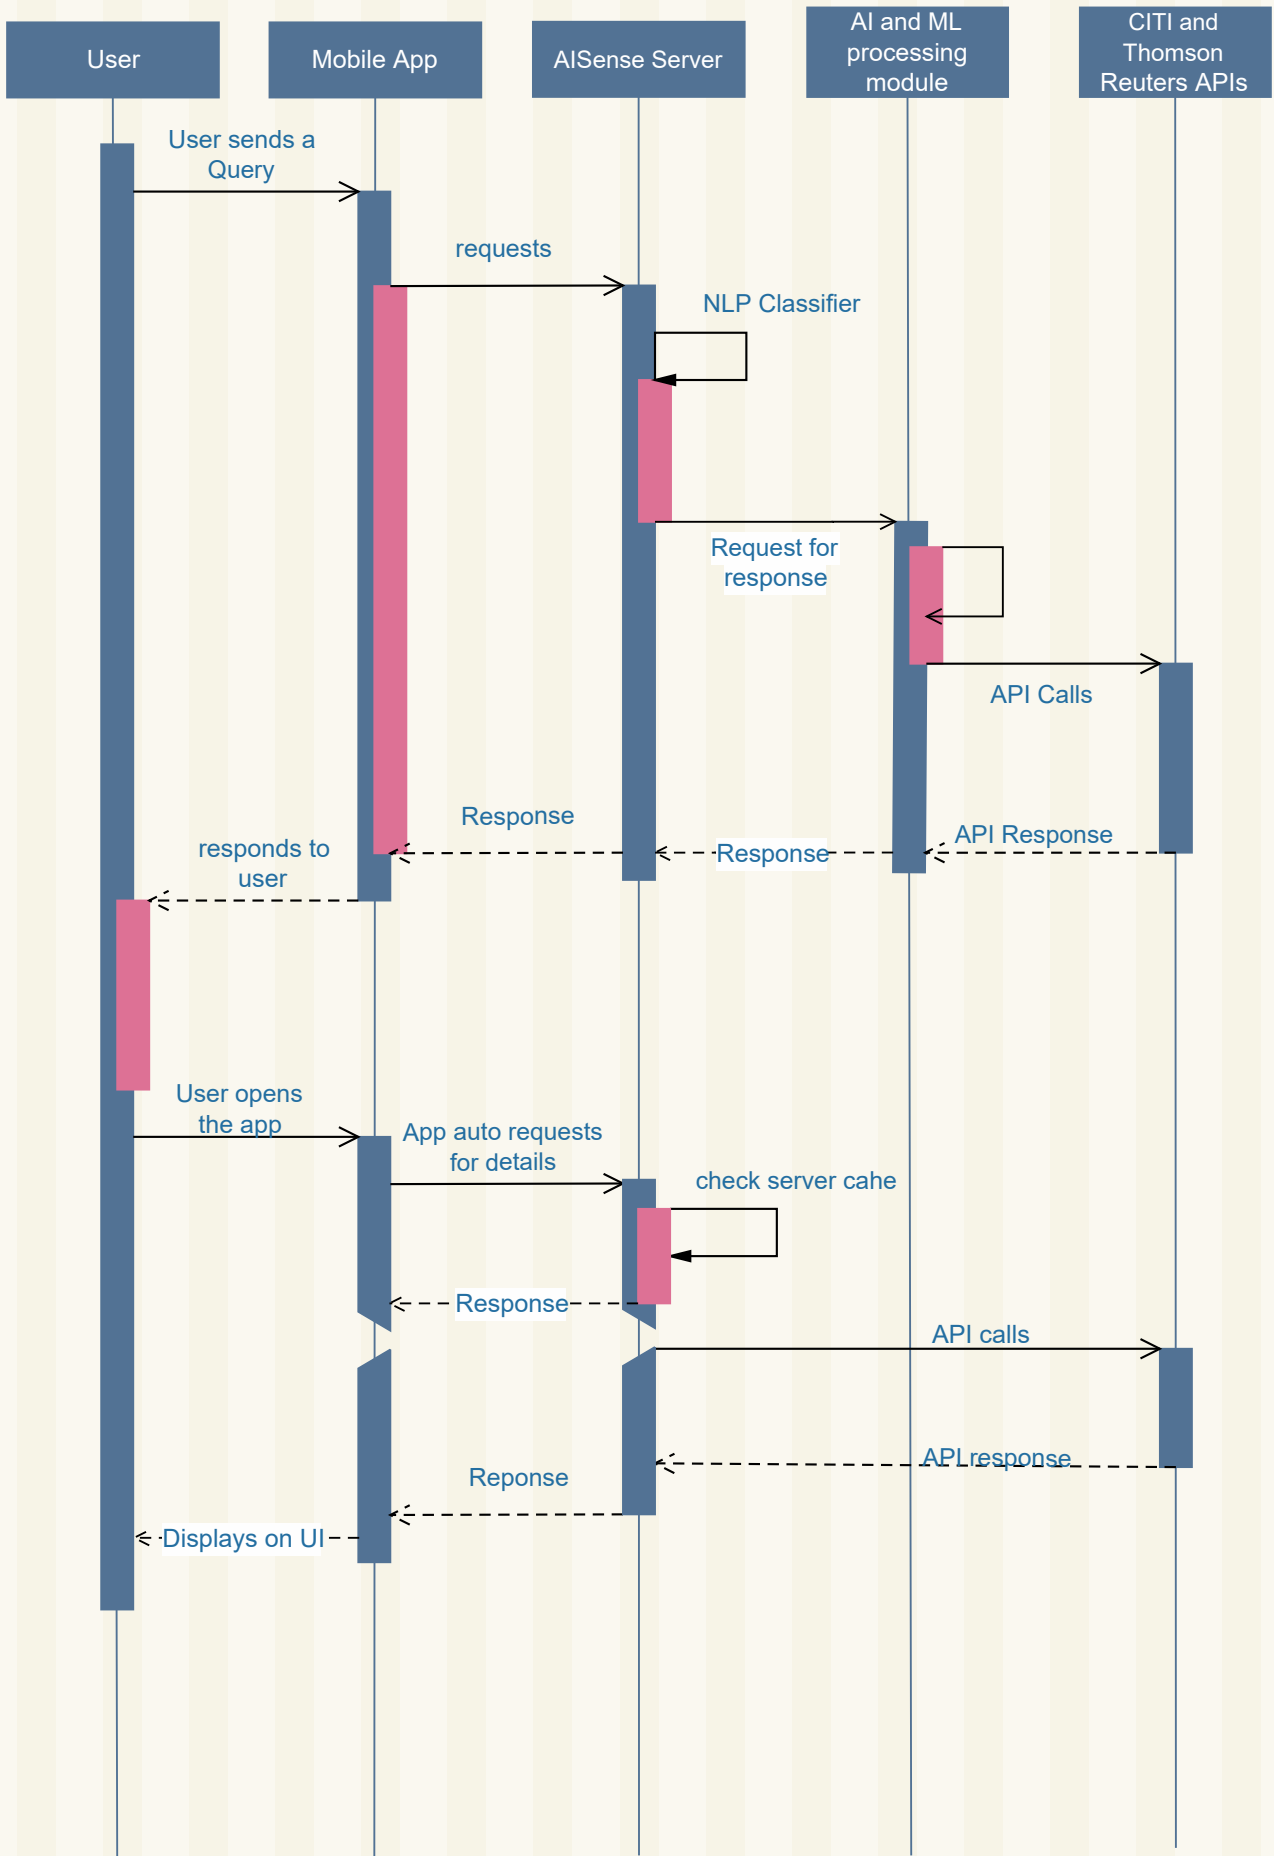 User
Mobile App
AISense Server
AI and ML
processing
module
CITI and
Thomson
Reuters APIs
User sends a
Query
requests
NLP Classifier
Request for
response
API Calls
Response
Response
API Response
responds to
user
User opens
the app
App auto requests
for details
check server cahe
Response
API calls
API response
Reponse
Displays on UI